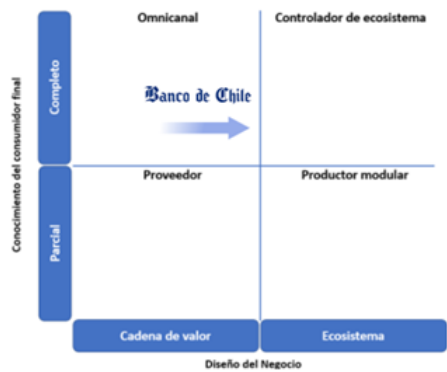 Omnicanal
Controlador de ecosistema
Conocimiento del consumidor final
Completo
Banco de Chile
Proveedor
Productor modular
Parcial
Cadena de valor
Ecosistema
Diseño del Negocio